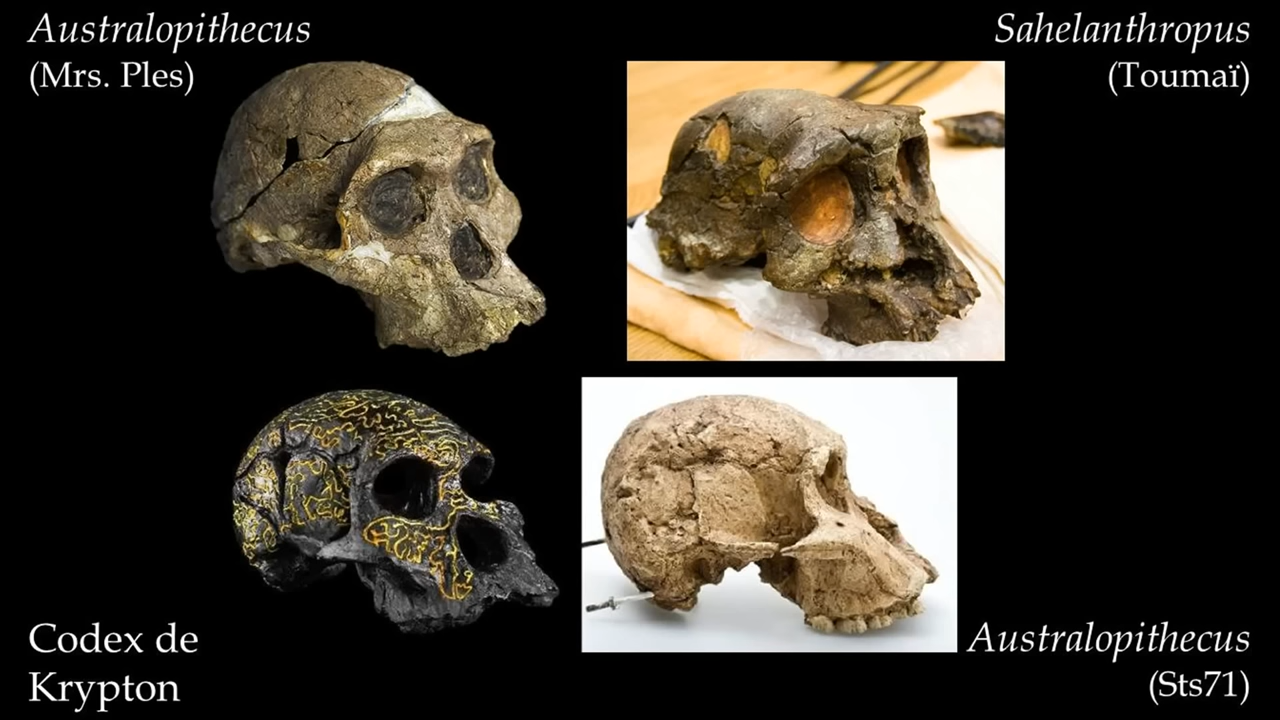 Australopithecus
(Mrs. Ples)
Sahelanthropus
(Toumaï)
Codex de
Krypton
Australopithecus
(Sts71)